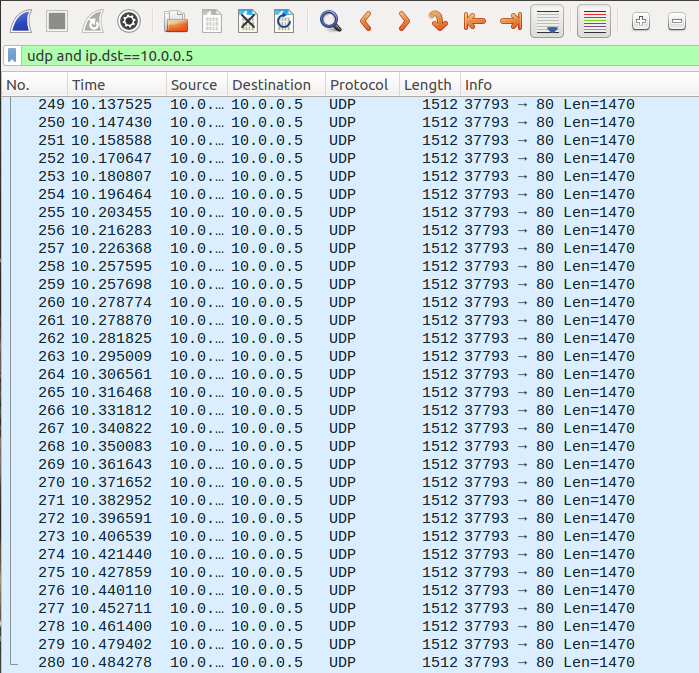 udp and ip.dst==10.0.0.5
No. Time Source Destination Protocol Length Info
249 10.137525 10.0.… 10.0.0.5 UDP 1512 37793 → 80 Len=1470
250 10.147430 10.0.… 10.0.0.5 UDP 1512 37793 → 80 Len=1470
251 10.158588 10.0.… 10.0.0.5 UDP 1512 37793 → 80 Len=1470
252 10.170647 10.0.… 10.0.0.5 UDP 1512 37793 → 80 Len=1470
253 10.180807 10.0.… 10.0.0.5 UDP 1512 37793 → 80 Len=1470
254 10.196464 10.0.… 10.0.0.5 UDP 1512 37793 → 80 Len=1470
255 10.203455 10.0.… 10.0.0.5 UDP 1512 37793 → 80 Len=1470
256 10.216283 10.0.… 10.0.0.5 UDP 1512 37793 → 80 Len=1470
257 10.226368 10.0.… 10.0.0.5 UDP 1512 37793 → 80 Len=1470
258 10.257595 10.0.… 10.0.0.5 UDP 1512 37793 → 80 Len=1470
259 10.257698 10.0.… 10.0.0.5 UDP 1512 37793 → 80 Len=1470
260 10.278774 10.0.… 10.0.0.5 UDP 1512 37793 → 80 Len=1470
261 10.278870 10.0.… 10.0.0.5 UDP 1512 37793 → 80 Len=1470
262 10.281825 10.0.… 10.0.0.5 UDP 1512 37793 → 80 Len=1470
263 10.295009 10.0.… 10.0.0.5 UDP 1512 37793 → 80 Len=1470
264 10.306561 10.0.… 10.0.0.5 UDP 1512 37793 → 80 Len=1470
265 10.316468 10.0.… 10.0.0.5 UDP 1512 37793 → 80 Len=1470
266 10.331812 10.0.… 10.0.0.5 UDP 1512 37793 → 80 Len=1470
267 10.340822 10.0.… 10.0.0.5 UDP 1512 37793 → 80 Len=1470
268 10.350083 10.0.… 10.0.0.5 UDP 1512 37793 → 80 Len=1470
269 10.361643 10.0.… 10.0.0.5 UDP 1512 37793 → 80 Len=1470
270 10.371652 10.0.… 10.0.0.5 UDP 1512 37793 → 80 Len=1470
271 10.382952 10.0.… 10.0.0.5 UDP 1512 37793 → 80 Len=1470
272 10.396591 10.0.… 10.0.0.5 UDP 1512 37793 → 80 Len=1470
273 10.406539 10.0.… 10.0.0.5 UDP 1512 37793 → 80 Len=1470
274 10.421440 10.0.… 10.0.0.5 UDP 1512 37793 → 80 Len=1470
275 10.427859 10.0.… 10.0.0.5 UDP 1512 37793 → 80 Len=1470
276 10.440110 10.0.… 10.0.0.5 UDP 1512 37793 → 80 Len=1470
277 10.452711 10.0.… 10.0.0.5 UDP 1512 37793 → 80 Len=1470
278 10.461400 10.0.… 10.0.0.5 UDP 1512 37793 → 80 Len=1470
279 10.479402 10.0.… 10.0.0.5 UDP 1512 37793 → 80 Len=1470
280 10.484278 10.0.… 10.0.0.5 UDP 1512 37793 → 80 Len=1470